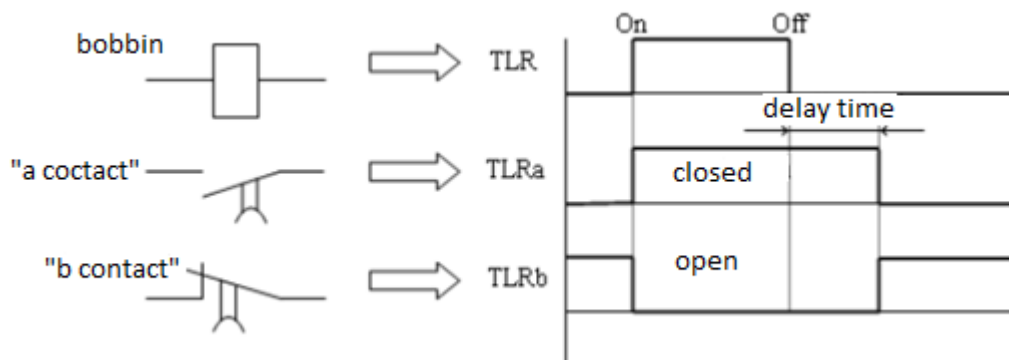 On Off
bobbin TLR
delay time
"a coctact" TLRa closed
"b contact" TLRb open